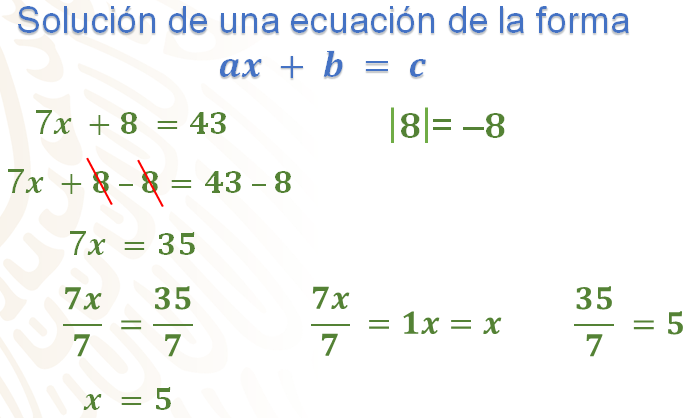 Solución de una ecuación de la forma
ax + b = c
7x + 8 = 43
|8|= –8
7x + 8 – 8 = 43 – 8
7x = 35
7x/7 = 35/7
7x/7 = 1x = x
35/7 = 5
x = 5